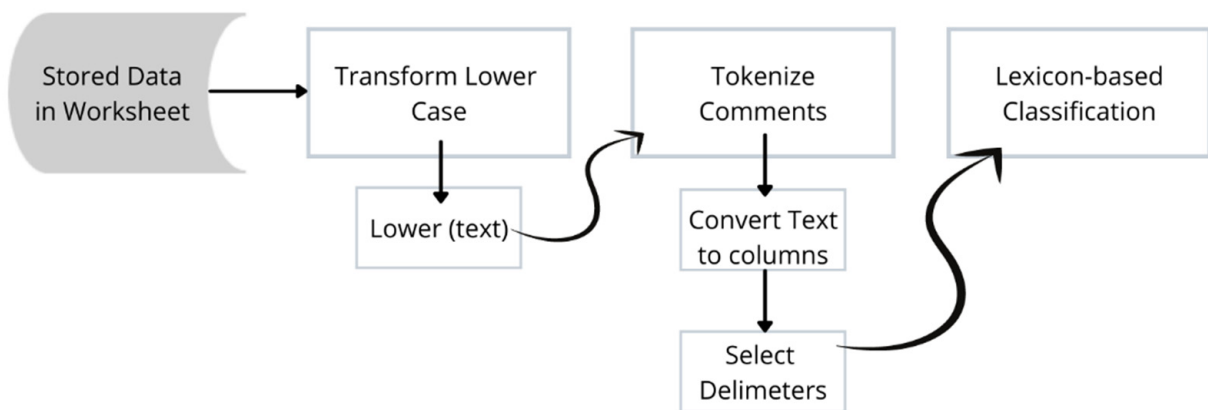 Stored Data
in Worksheet
Transform Lower
Case
Lower (text)
Tokenize
Comments
Convert Text
to columns
Select
Delimeters
Lexicon-based
Classification